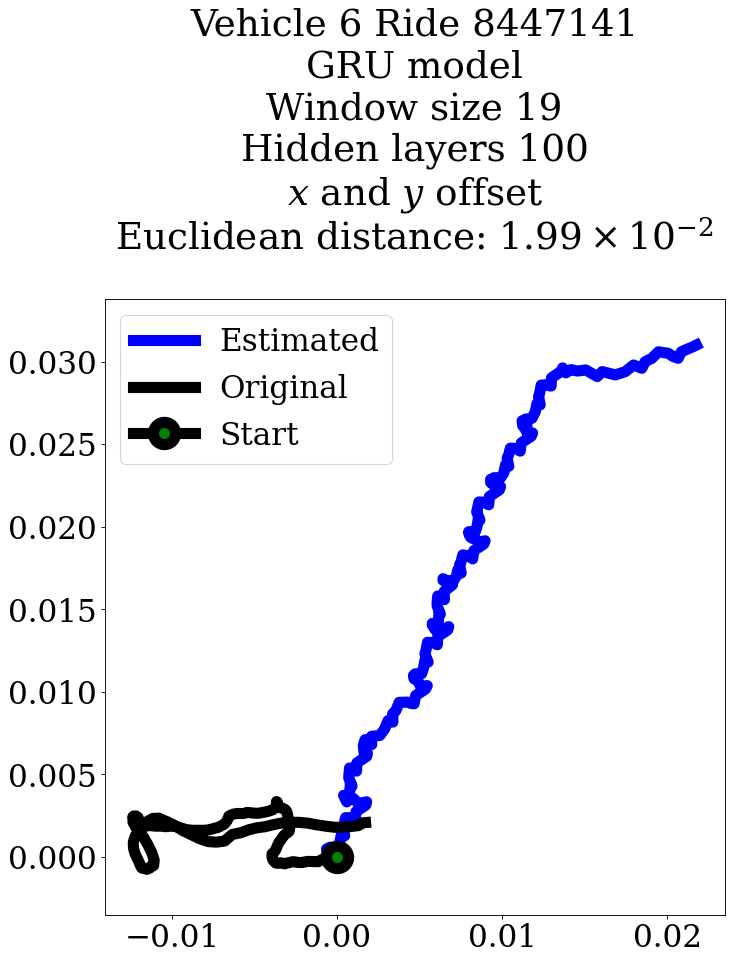 Vehicle 6 Ride 8447141
GRU model
Window size 19
Hidden layers 100
x and y offset
Euclidean distance: 1.99 × 10⁻²
Estimated
Original
Start
0.030
0.025
0.020
0.015
0.010
0.005
0.000
−0.01 0.00 0.01 0.02